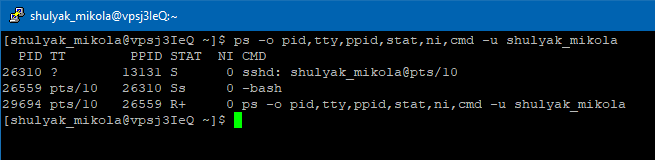 shulyak_mikola@vpsj3IeQ:~
[shulyak_mikola@vpsj3IeQ ~]$ ps -o pid,tty,ppid,stat,ni,cmd -u shulyak_mikola
  PID TT        PPID STAT  NI CMD
26310 ?        13131 S      0 sshd: shulyak_mikola@pts/10
26559 pts/10   26310 Ss     0 -bash
29694 pts/10   26559 R+     0 ps -o pid,tty,ppid,stat,ni,cmd -u shulyak_mikola
[shulyak_mikola@vpsj3IeQ ~]$